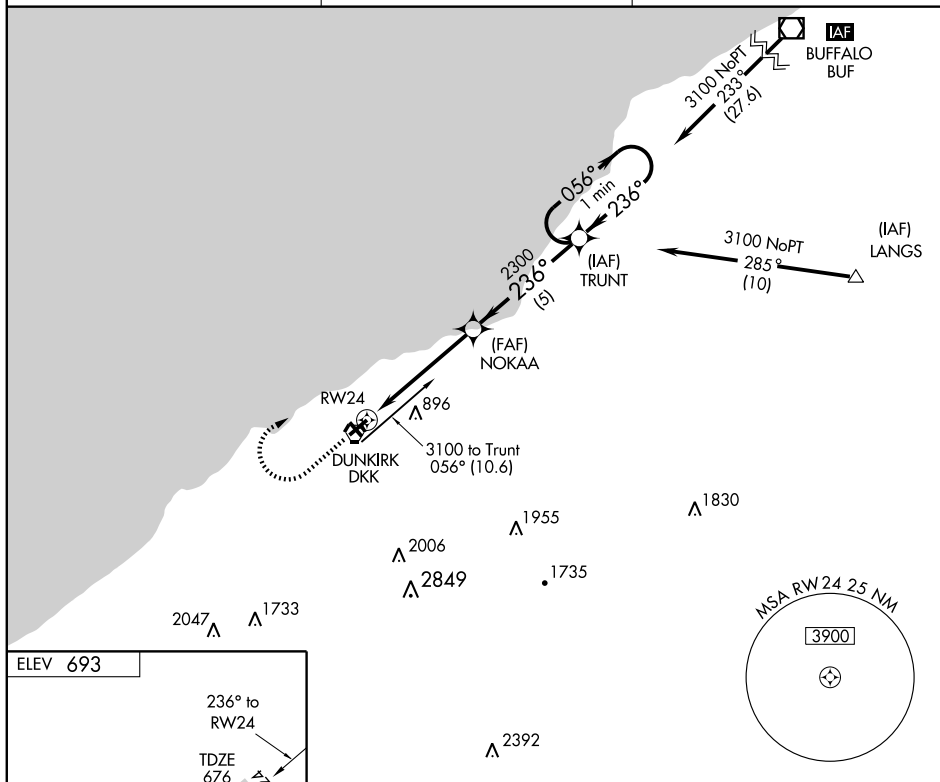 IAF
BUFFALO
BUF
3100 NoPT
233°
(27.6)
056°
1 min
236°
(IAF)
TRUNT
3100 NoPT
285°
(10)
(IAF)
LANGS
2300
236°
(5)
(FAF)
NOKAA
RW24
896
3100 to Trunt
056° (10.6)
DUNKIRK
DKK
1830
1955
2006
2849
1735
2047
1733
MSA RW24 25 NM
3900
ELEV 693
236° to
RW24
TDZE
676
2392